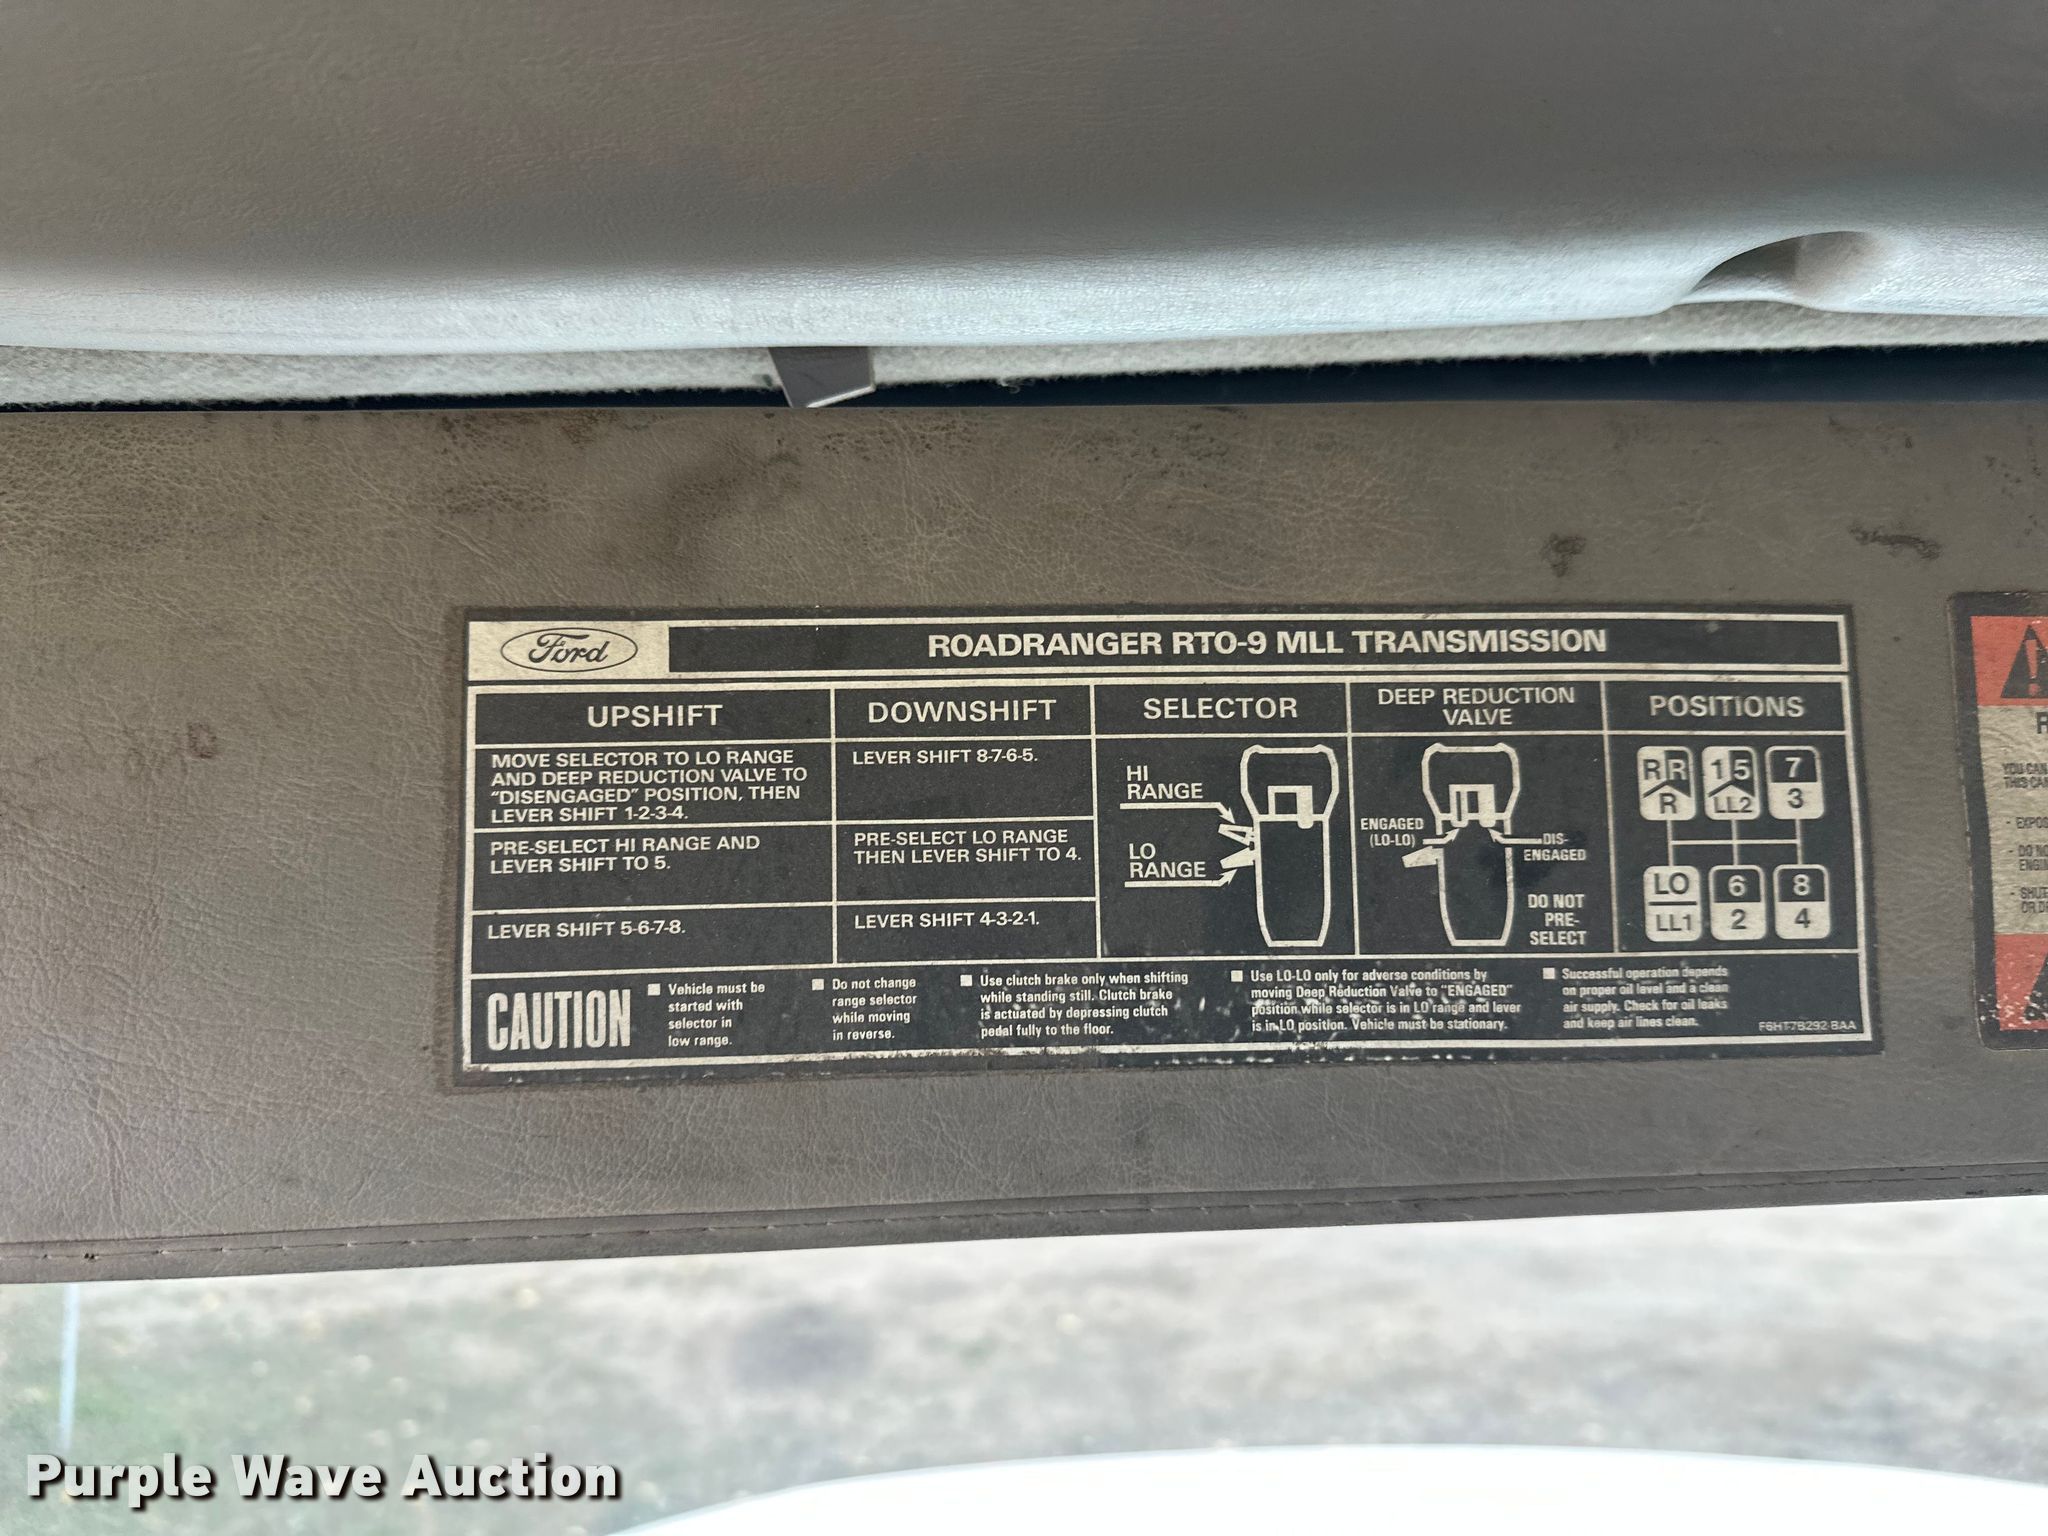 Ford
ROADRANGER RTO-9 MLL TRANSMISSION
UPSHIFT
MOVE SELECTOR TO LO RANGE
AND DEEP REDUCTION VALVE TO
"DISENGAGED" POSITION, THEN
LEVER SHIFT 1-2-3-4.
PRE-SELECT HI RANGE AND
LEVER SHIFT TO 5.
LEVER SHIFT 5-6-7-8.
DOWNSHIFT
LEVER SHIFT 8-7-6-5.
PRE-SELECT LO RANGE
THEN LEVER SHIFT TO 4.
LEVER SHIFT 4-3-2-1.
SELECTOR
HI
RANGE
LO
RANGE
DEEP REDUCTION
VALVE
ENGAGED
(LO-LO)
DIS-
ENGAGED
DO NOT
PRE-
SELECT
POSITIONS
R R 1 5 7
R LL2 3
LO 6 8
LL1 2 4
CAUTION
Vehicle must be
started with
selector in
low range.
Do not change
range selector
while moving
in reverse.
Use clutch brake only when shifting
while standing still. Clutch brake
is actuated by depressing clutch
pedal fully to the floor.
Use LO-LO only for adverse conditions by
moving Deep Reduction Valve to "ENGAGED"
position while selector is in LO range and lever
is in LO position. Vehicle must be stationary.
Successful operation depends
on proper oil level and a clean
air supply. Check for oil leaks
and keep air lines clean.
F6HT-7B292-BAA
YOU CAN
THIS CAN
DO NO
Purple Wave Auction